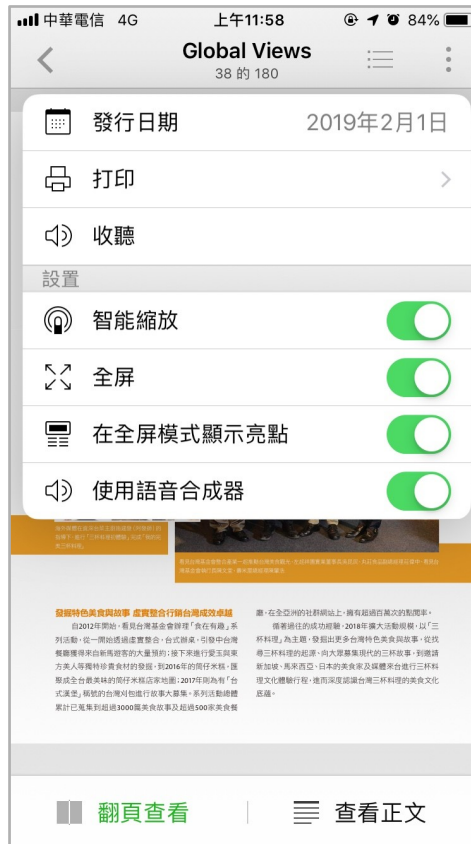 中華電信 4G 上午11:58 84%
Global Views
38 的 180
發行日期 2019年2月1日
打印
收聽
設置
智能縮放
全屏
在全屏模式顯示亮點
使用語音合成器
發掘特色美食與故事 虛實整合行銷台灣成效卓越
自2012年開始，看見台灣基金會辦理「食在有趣」系
列活動，從一開始透過虛實整合、台式辦桌，引發中台灣
餐廳獲得來自新馬遊客的大量預約；接下來進行愛玉與東
方美人等獨特珍貴食材的發掘，到2016年的筒仔米糕，匯
聚成全台最美味的筒仔米糕店家地圖；2017年則為有「台
式漢堡」稱號的台灣刈包進行故事大募集。系列活動總體
累計已蒐集到超過3000篇美食故事及超過500家美食餐
廳，在全亞洲的社群網站上，擁有超過百萬次的點閱率。
循著過往的成功經驗，2018年擴大活動規模，以「三
杯料理」為主題，發掘出更多台灣特色美食與故事。從找
尋三杯料理的起源、向大眾募集現代的三杯故事，到邀請
新加坡、馬來西亞、日本的美食家及媒體來台進行三杯料
理文化體驗行程，進而深度認識台灣三杯料理的美食文化
底蘊。
翻頁查看
查看正文